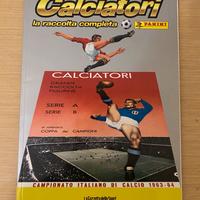 Calciatori
la raccolta completa PANINI
CALCIATORI
GRANDE
RACCOLTA
FIGURINE
SERIE A
SERIE B
COPPA dei CAMPIONI
CAMPIONATO ITALIANO DI CALCIO 1963-64